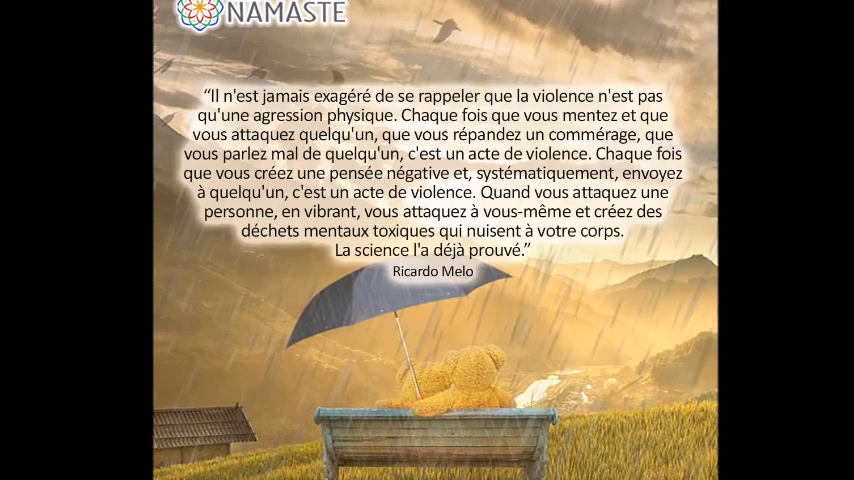 NAMASTE
“Il n'est jamais exagéré de se rappeler que la violence n'est pas
qu'une agression physique. Chaque fois que vous mentez et que
vous attaquez quelqu'un, que vous répandez un commérage, que
vous parlez mal de quelqu'un, c'est un acte de violence. Chaque fois
que vous créez une pensée négative et, systématiquement, envoyez
à quelqu'un, c'est un acte de violence. Quand vous attaquez une
personne, en vibrant, vous attaquez à vous-même et créez des
déchets mentaux toxiques qui nuisent à votre corps.
La science l'a déjà prouvé.”
Ricardo Melo